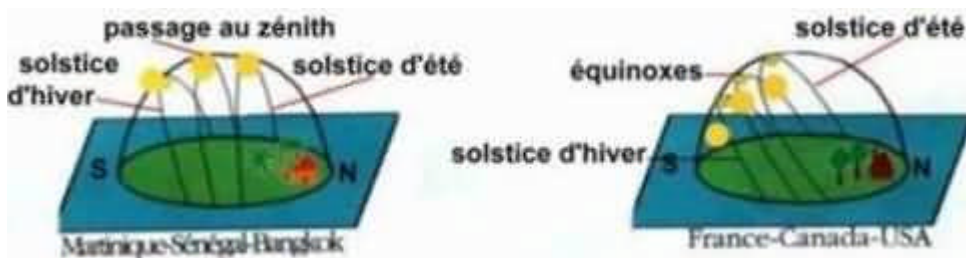 passage au zénith
solstice
d'hiver
solstice d'été
S
N
Martinique-Sénégal-Bangkok
solstice d'été
équinoxes
solstice d'hiver
S
N
France-Canada-USA